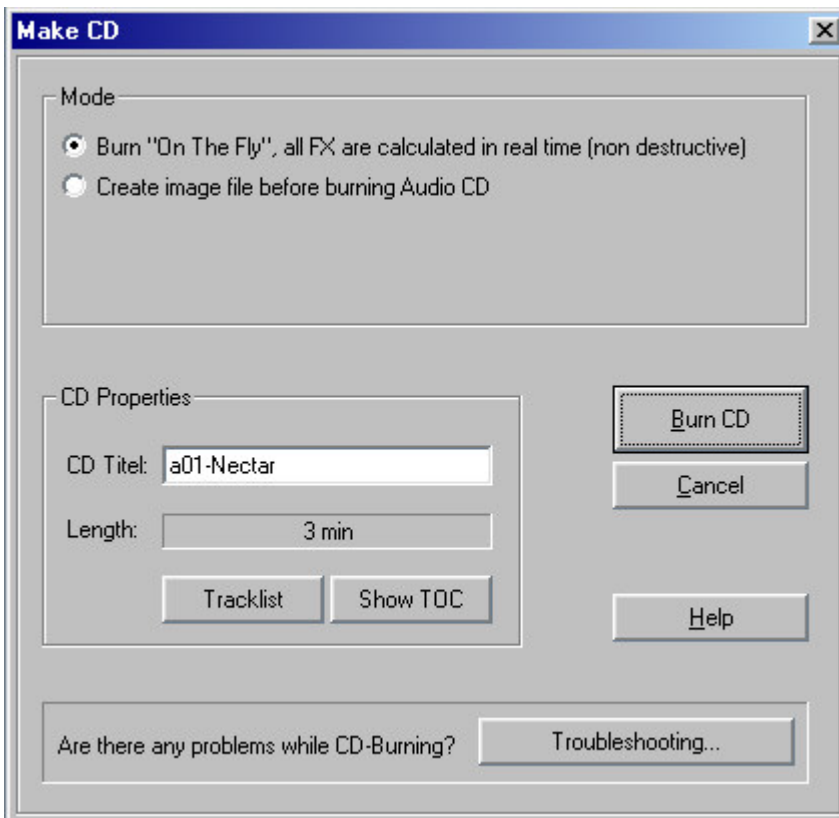 Make CD
Mode
Burn "On The Fly", all FX are calculated in real time (non destructive)
Create image file before burning Audio CD
CD Properties
CD Titel: a01-Nectar
Length: 3 min
Tracklist Show TOC
Burn CD
Cancel
Help
Are there any problems while CD-Burning? Troubleshooting...